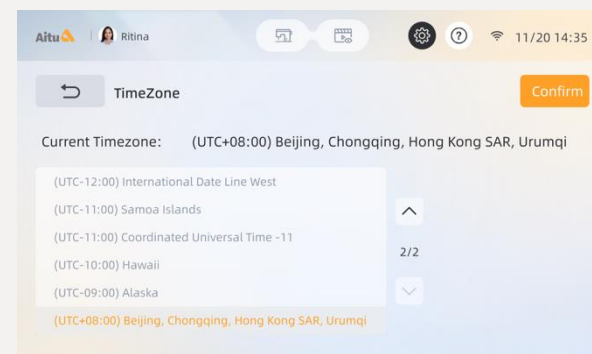 Aitu Ritina 11/20 14:35
TimeZone Confirm
Current Timezone: (UTC+08:00) Beijing, Chongqing, Hong Kong SAR, Urumqi
(UTC-12:00) International Date Line West
(UTC-11:00) Samoa Islands
(UTC-11:00) Coordinated Universal Time -11
2/2
(UTC-10:00) Hawaii
(UTC-09:00) Alaska
(UTC+08:00) Beijing, Chongqing, Hong Kong SAR, Urumqi